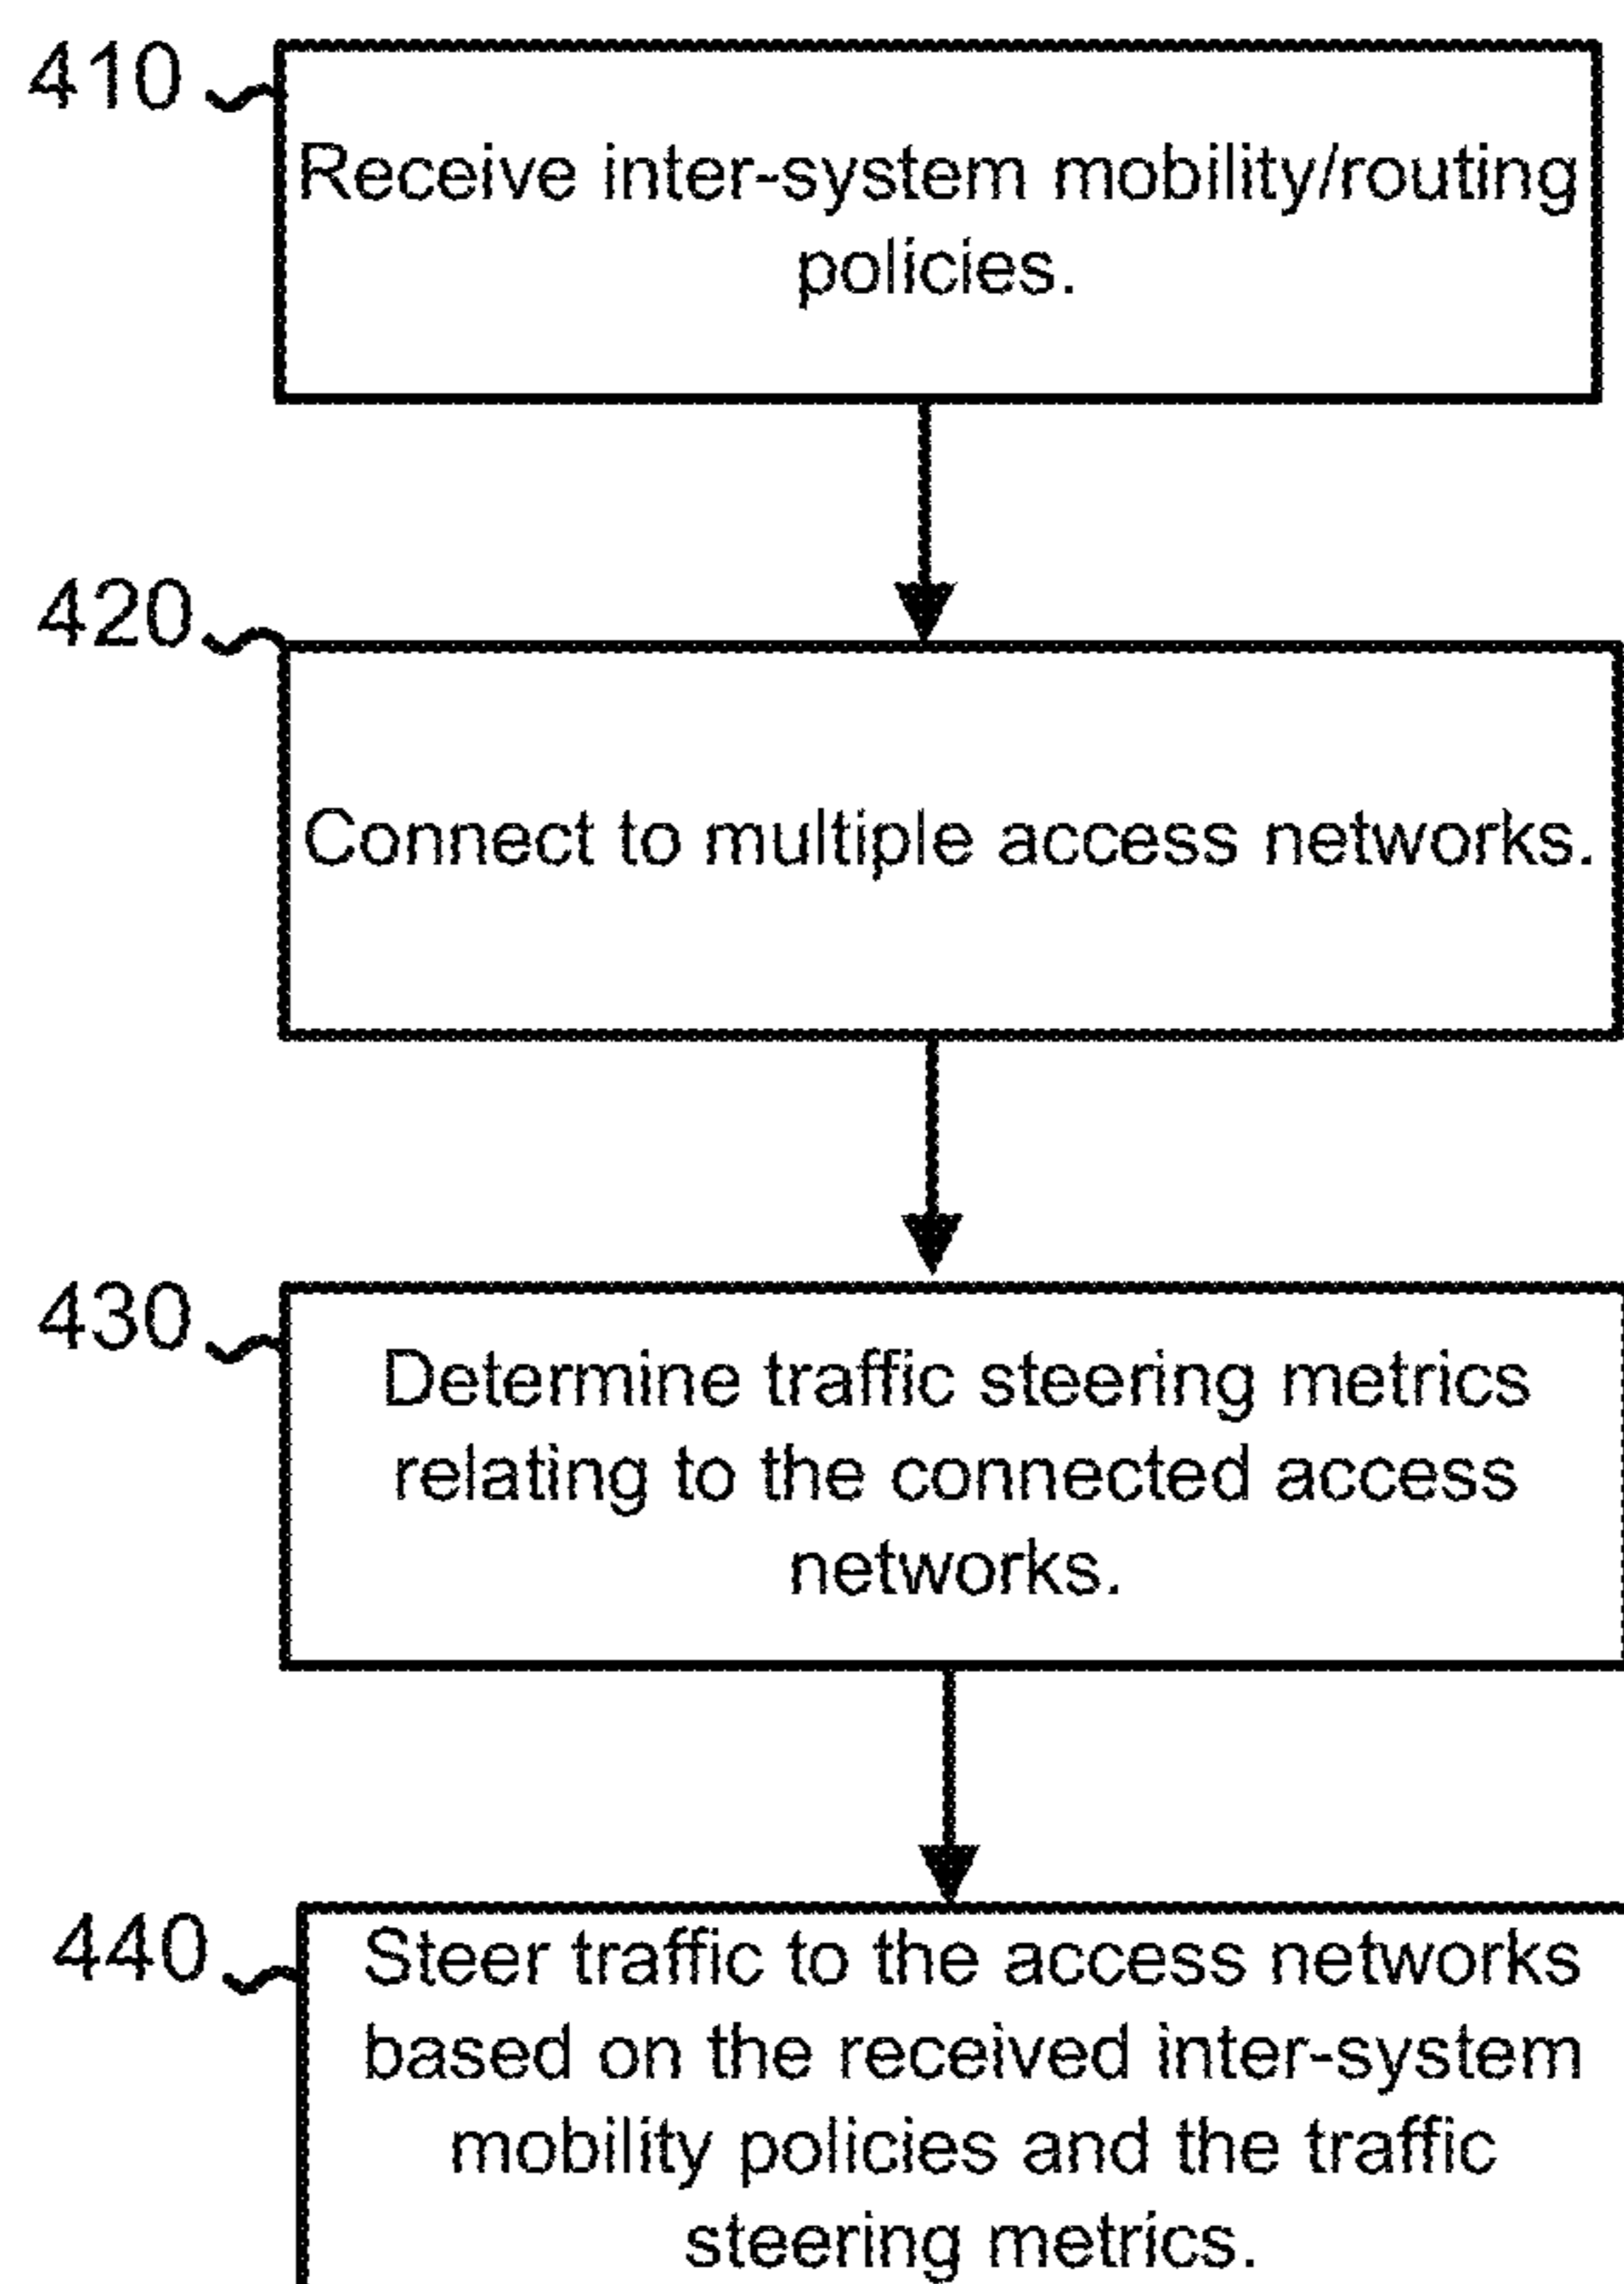 410
Receive inter-system mobility/routing
policies.
420
Connect to multiple access networks.
430
Determine traffic steering metrics
relating to the connected access
networks.
440
Steer traffic to the access networks
based on the received inter-system
mobility policies and the traffic
steering metrics.